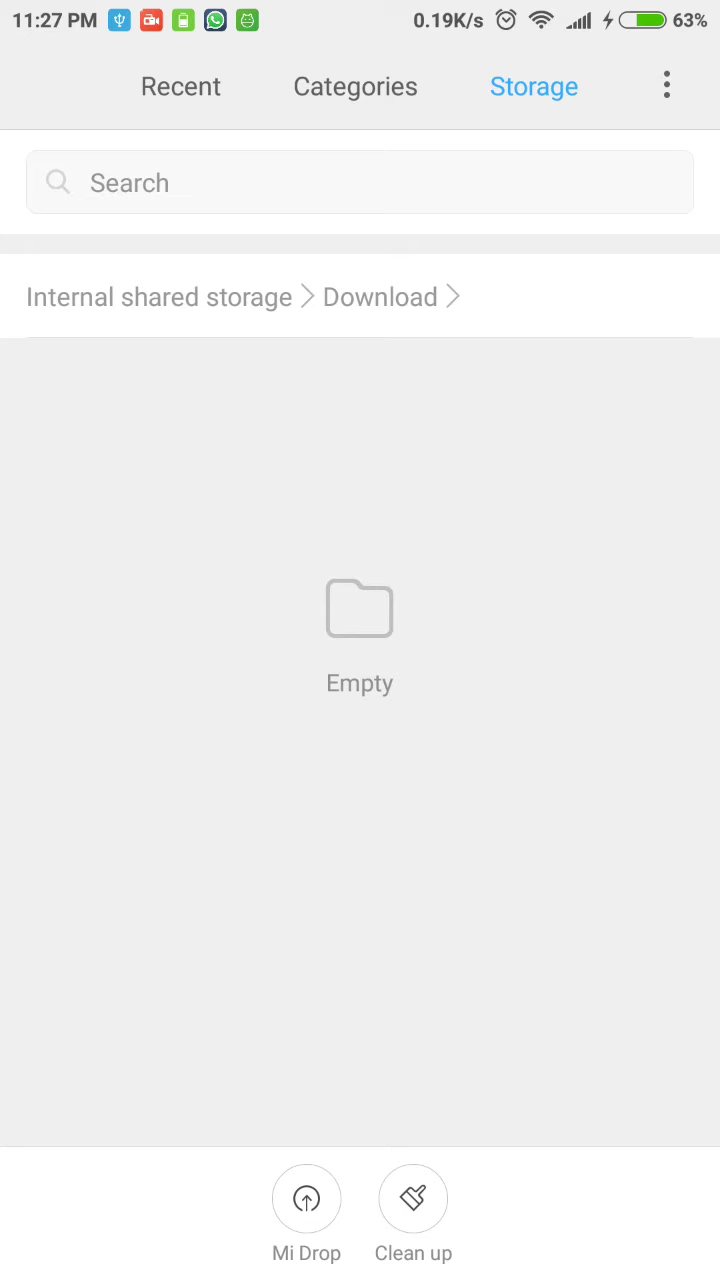 11:27 PM 0.19K/s 63%
Recent Categories Storage
Search
Internal shared storage Download
Empty
Mi Drop Clean up